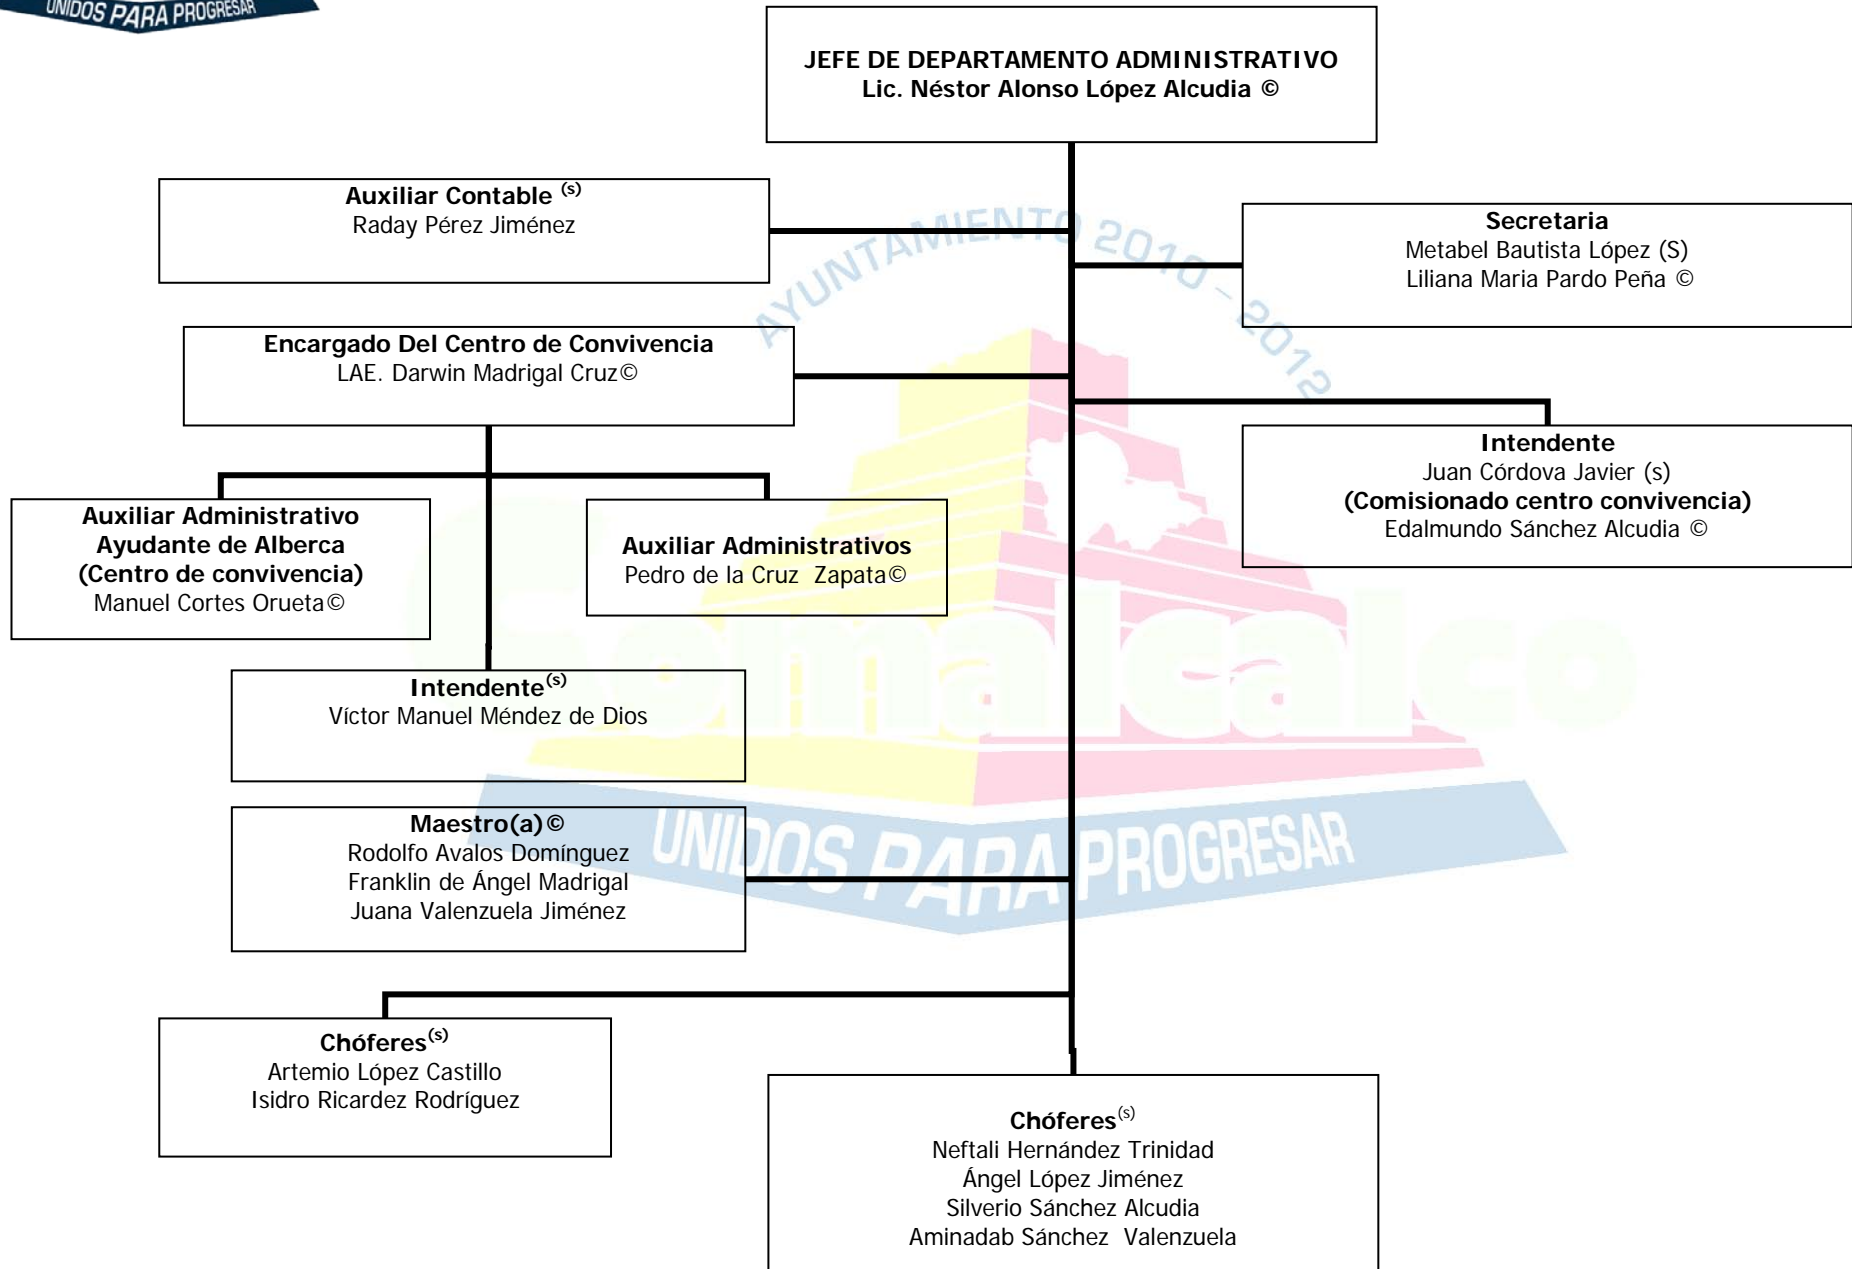 UNIDOS PARA PROGRESAR
JEFE DE DEPARTAMENTO ADMINISTRATIVO
Lic. Néstor Alonso López Alcudia ©
Auxiliar Contable (s)
Raday Pérez Jiménez
Secretaria
Metabel Bautista López (S)
Liliana Maria Pardo Peña ©
AYUNTAMIENTO 2010 - 2012
Encargado Del Centro de Convivencia
LAE. Darwin Madrigal Cruz©
Intendente
Juan Córdova Javier (s)
(Comisionado centro convivencia)
Edalmundo Sánchez Alcudia ©
Auxiliar Administrativo
Ayudante de Alberca
(Centro de convivencia)
Manuel Cortes Orueta©
Auxiliar Administrativos
Pedro de la Cruz  Zapata©
Comalcalco
Intendente(s)
Víctor Manuel Méndez de Dios
Maestro(a)©
Rodolfo Avalos Domínguez
Franklin de Ángel Madrigal
Juana Valenzuela Jiménez
UNIDOS PARA PROGRESAR
Chóferes(s)
Artemio López Castillo
Isidro Ricardez Rodríguez
Chóferes(s)
Neftali Hernández Trinidad
Ángel López Jiménez
Silverio Sánchez Alcudia
Aminadab Sánchez  Valenzuela